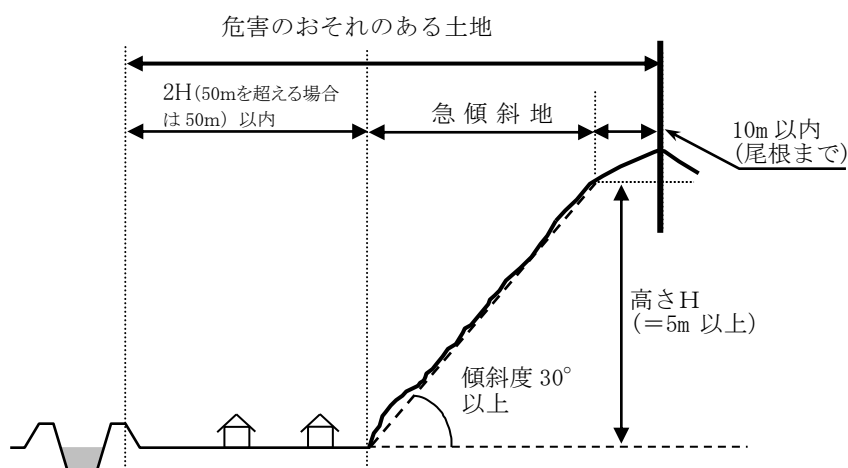 危害のおそれのある土地
2H(50mを超える場合
は 50m）以内
急 傾 斜 地
10m 以内
(尾根まで)
高さＨ
(＝5m 以上)
傾斜度 30°
以上